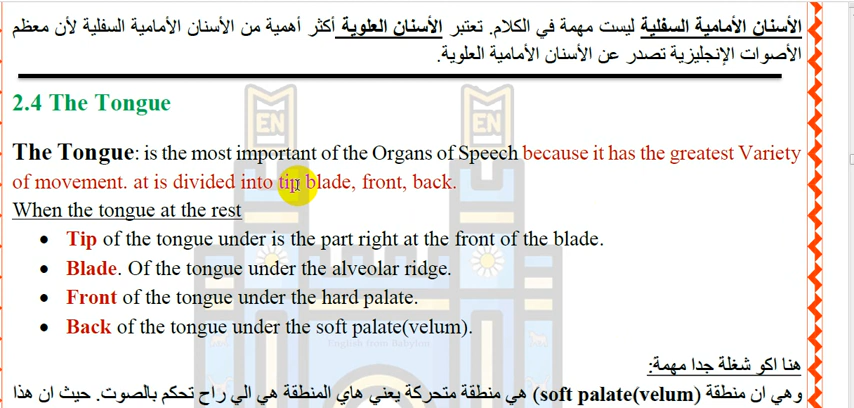 الأسنان الأمامية السفلية ليست مهمة في الكلام. تعتبر الأسنان العلوية أكثر أهمية من الأسنان الأمامية السفلية لأن معظم
الأصوات الإنجليزية تصدر عن الأسنان الأمامية العلوية.
2.4 The Tongue
EN EN
The Tongue: is the most important of the Organs of Speech because it has the greatest Variety
of movement. at is divided into tip blade, front, back.
When the tongue at the rest
• Tip of the tongue under is the part right at the front of the blade.
• Blade. Of the tongue under the alveolar ridge.
• Front of the tongue under the hard palate.
• Back of the tongue under the soft palate(velum).
English from Babylon
هنا اكو شغلة جدا مهمة:
وهي ان منطقة (soft palate(velum) هي منطقة متحركة يعني هاي المنطقة هي الي راح تحكم بالصوت. حيث ان هذا